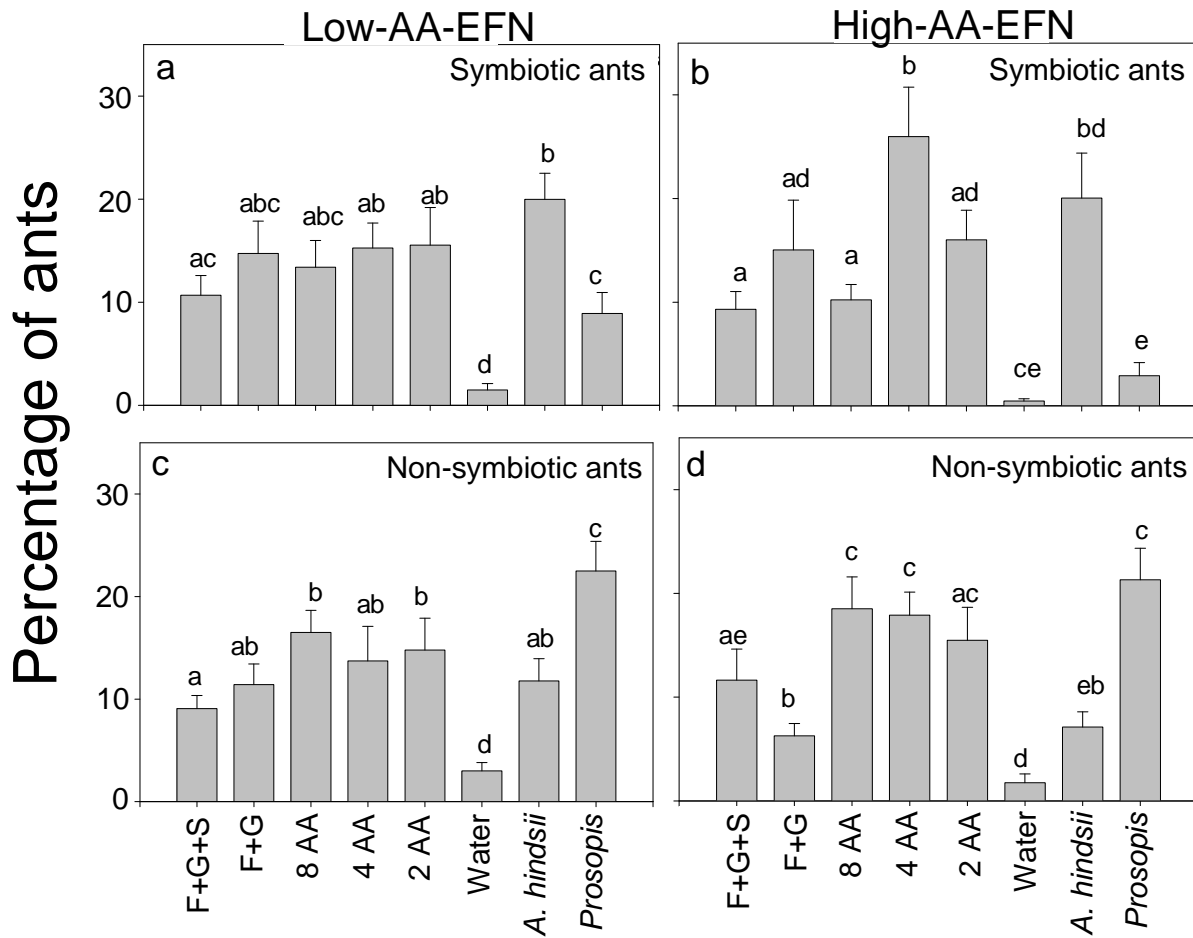 Low-AA-EFN
High-AA-EFN
Percentage of ants
a
Symbiotic ants
30
20
10
0
ac
abc
abc
ab
ab
d
b
c
b
Symbiotic ants
a
ad
a
b
ad
ce
bd
e
c
Non-symbiotic ants
30
20
10
0
a
ab
b
ab
b
d
ab
c
d
Non-symbiotic ants
ae
b
c
c
ac
d
eb
c
F+G+S
F+G
8 AA
4 AA
2 AA
Water
A. hindsii
Prosopis
F+G+S
F+G
8 AA
4 AA
2 AA
Water
A. hindsii
Prosopis